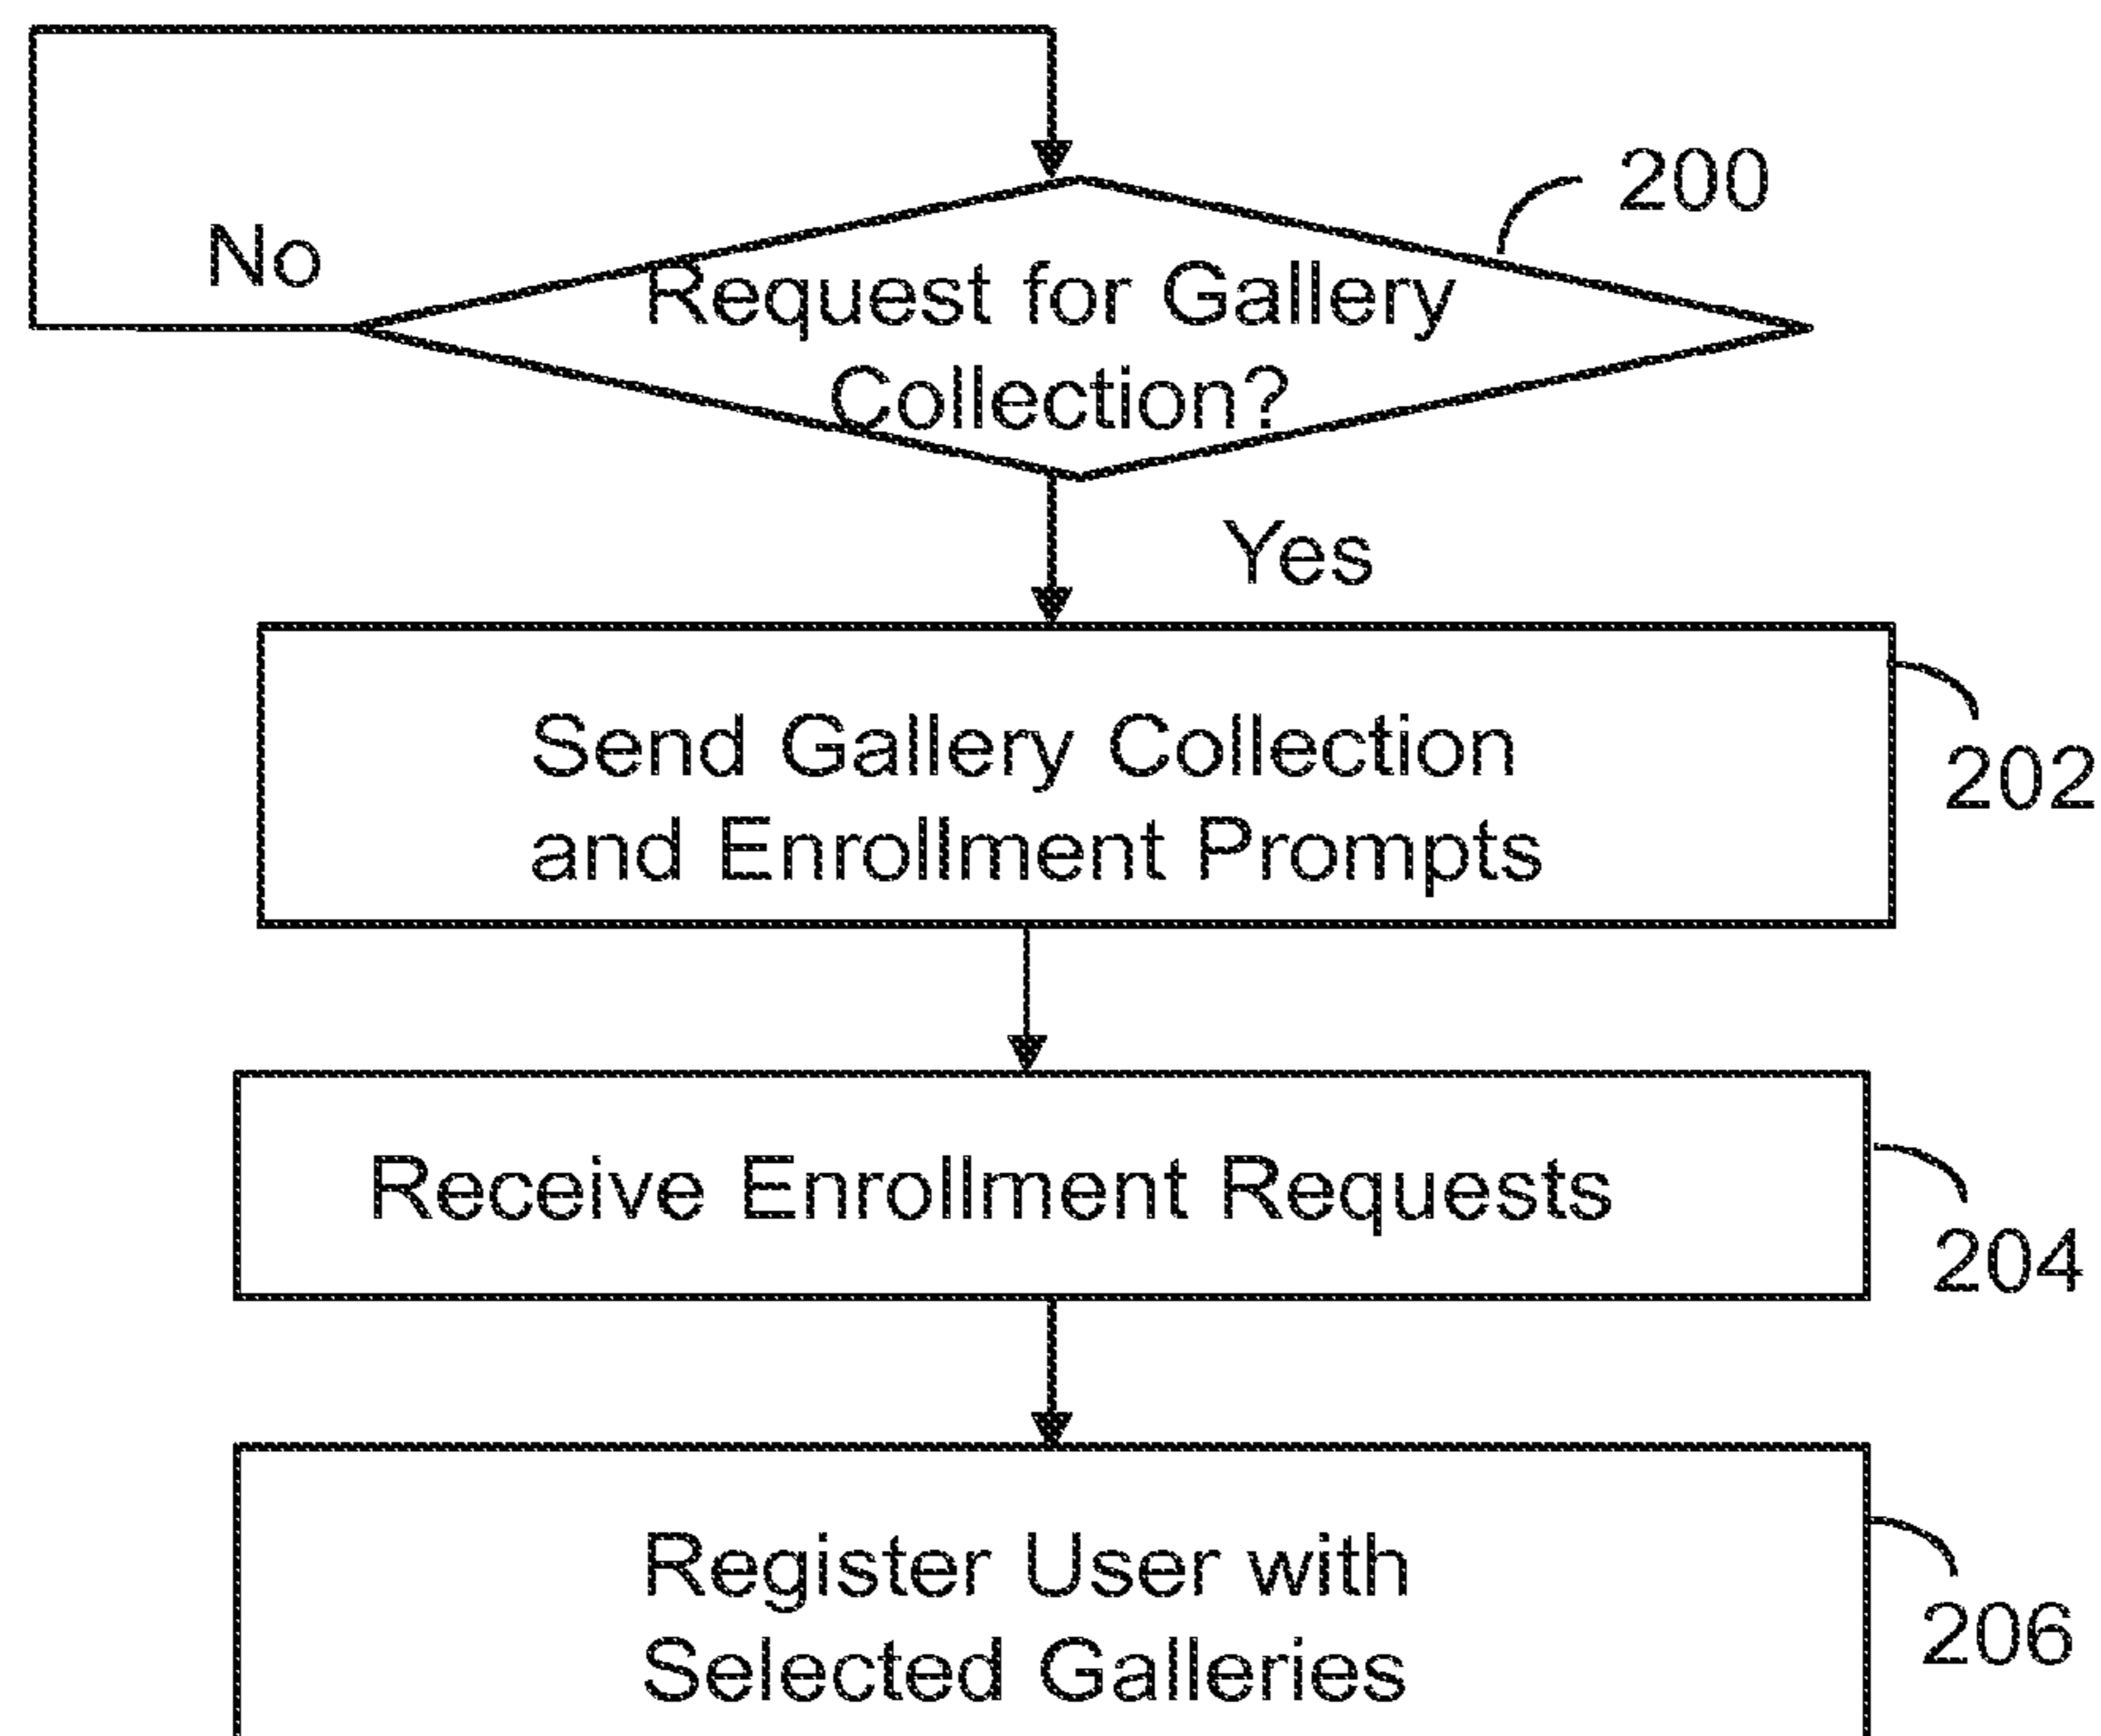 200
No
Request for Gallery
Collection?
Yes
Send Gallery Collection
and Enrollment Prompts
202
Receive Enrollment Requests
204
Register User with
Selected Galleries
206